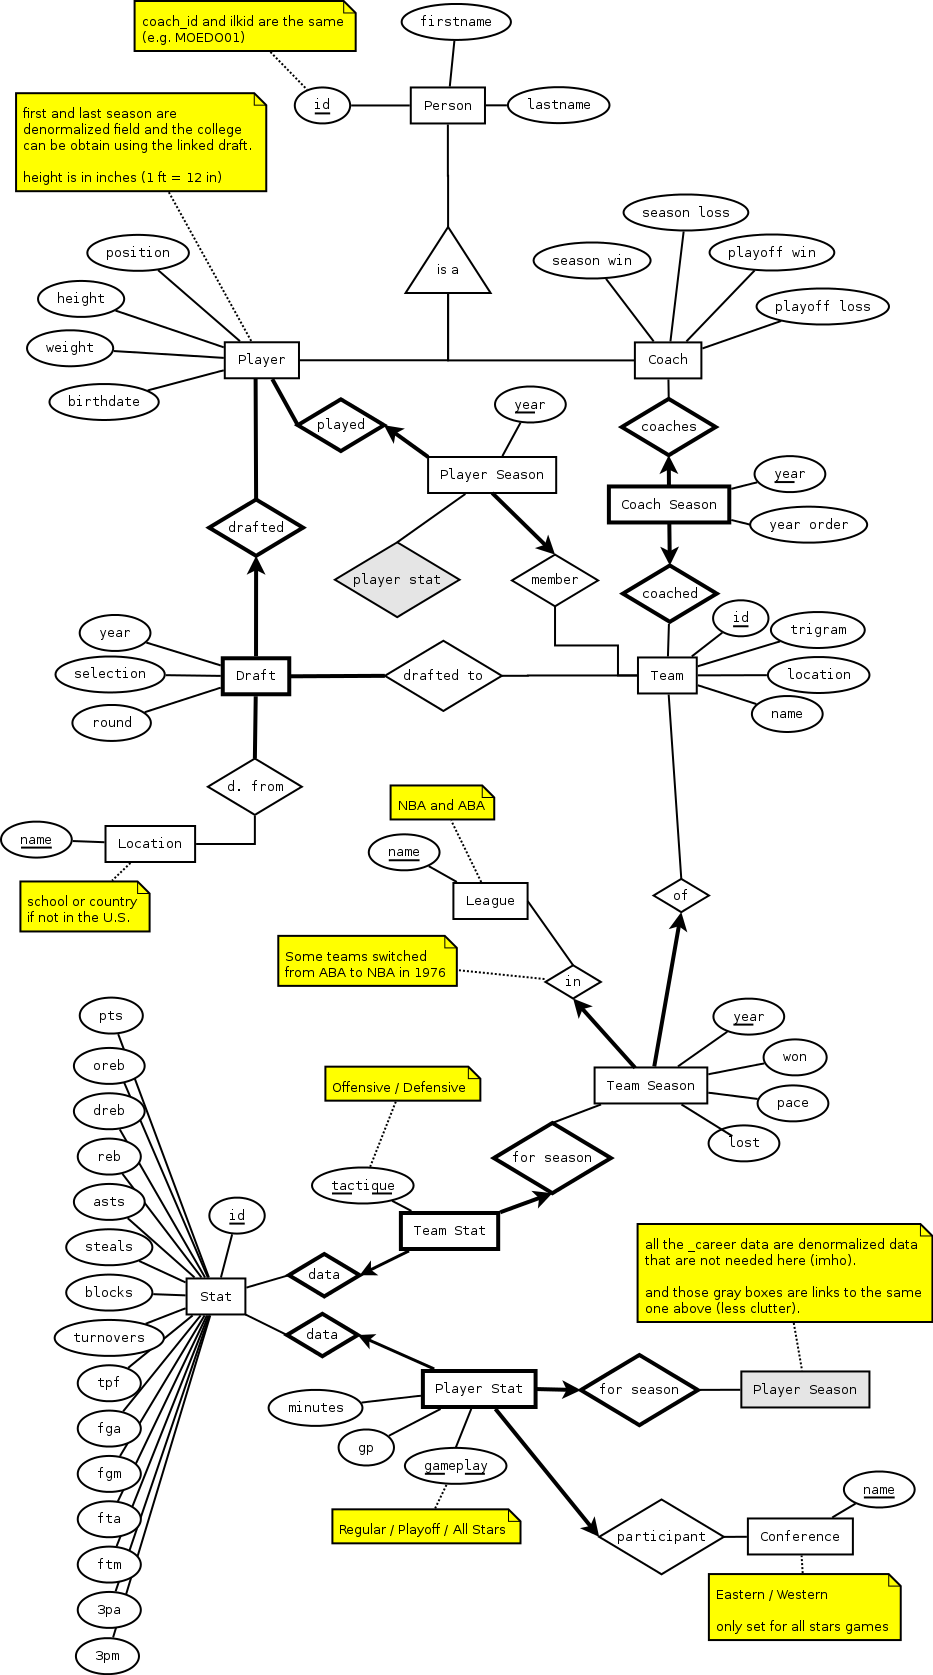 coach_id and ilkid are the same
(e.g. MOEDO01)
firstname
id
Person
lastname
first and last season are
denormalized field and the college
can be obtain using the linked draft.
height is in inches (1 ft = 12 in)
is a
season loss
position
season win
playoff win
height
playoff loss
weight
Player
Coach
birthdate
year
played
coaches
Player Season
year
Coach Season
drafted
year order
player stat
member
coached
id
year
trigram
selection
Draft
drafted to
Team
location
round
name
d. from
NBA and ABA
name
Location
name
school or country
if not in the U.S.
League
of
Some teams switched
from ABA to NBA in 1976
in
pts
year
oreb
won
Offensive / Defensive
Team Season
dreb
pace
reb
for season
lost
tactique
asts
id
Team Stat
steals
all the _career data are denormalized data
that are not needed here (imho).
and those gray boxes are links to the same
one above (less clutter).
data
blocks
Stat
turnovers
data
tpf
Player Stat
for season
Player Season
minutes
fga
gp
gameplay
fgm
name
fta
Regular / Playoff / All Stars
participant
Conference
ftm
Eastern / Western
only set for all stars games
3pa
3pm